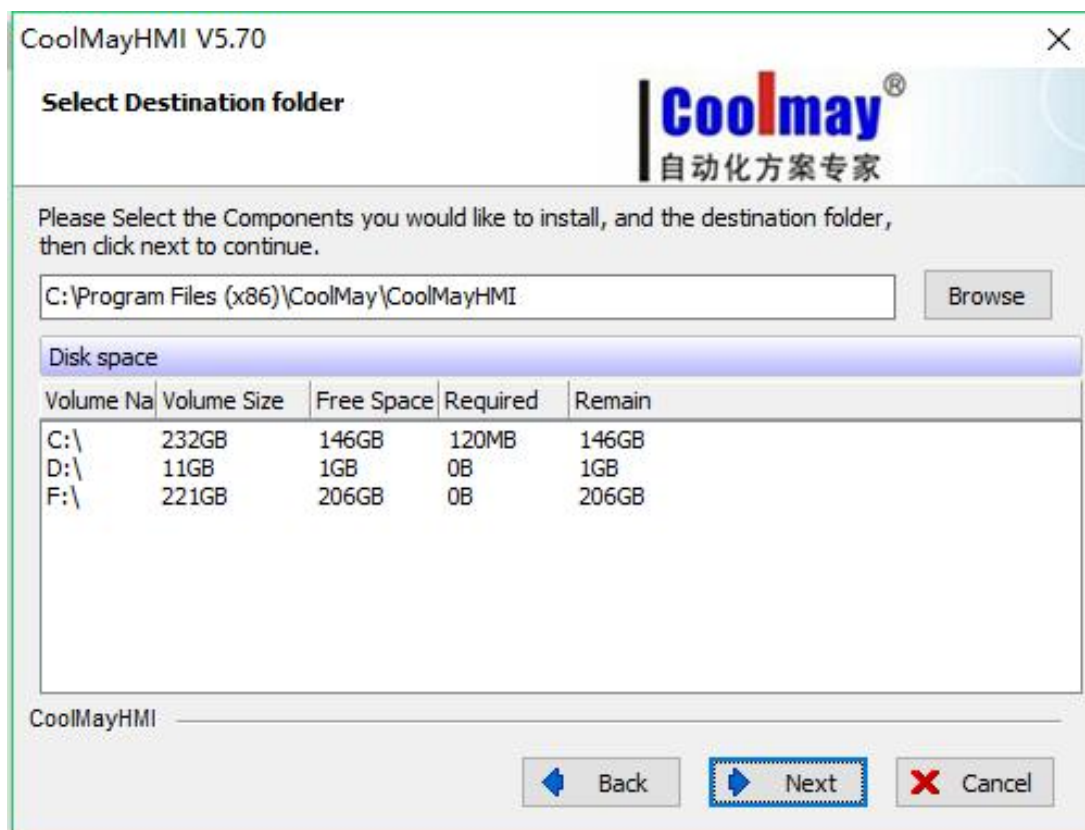 CoolMayHMI V5.70
Select Destination folder
Coolmay®
自动化方案专家
Please Select the Components you would like to install, and the destination folder,
then click next to continue.
C:\Program Files (x86)\CoolMay\CoolMayHMI
Browse
Disk space
Volume Na Volume Size Free Space Required Remain
C:\ 232GB 146GB 120MB 146GB
D:\ 11GB 1GB 0B 1GB
F:\ 221GB 206GB 0B 206GB
CoolMayHMI
Back Next Cancel